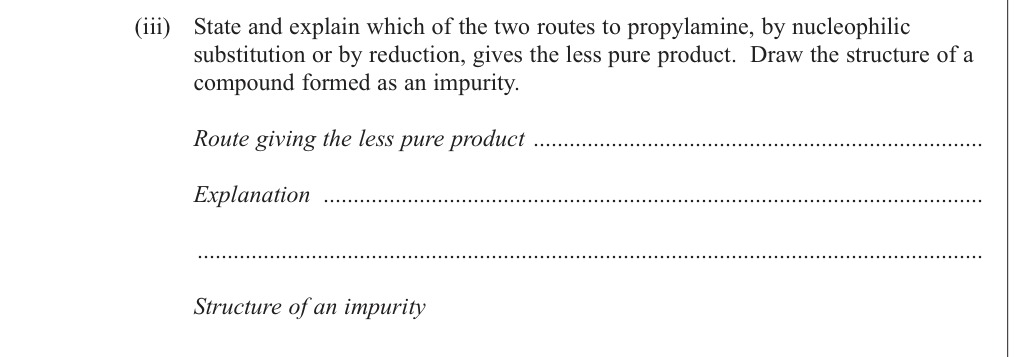 (iii) State and explain which of the two routes to propylamine, by nucleophilic
substitution or by reduction, gives the less pure product. Draw the structure of a
compound formed as an impurity.
Route giving the less pure product ...........................................................................
Explanation ..............................................................................................................
...................................................................................................................................
Structure of an impurity